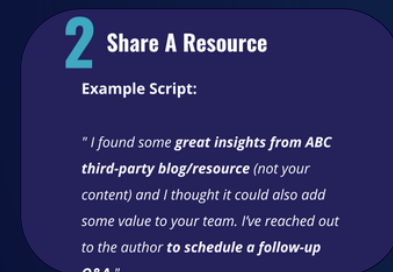 2 Share A Resource
Example Script:
" I found some great insights from ABC
third-party blog/resource (not your
content) and I thought it could also add
some value to your team. I've reached out
to the author to schedule a follow-up
Q&A."